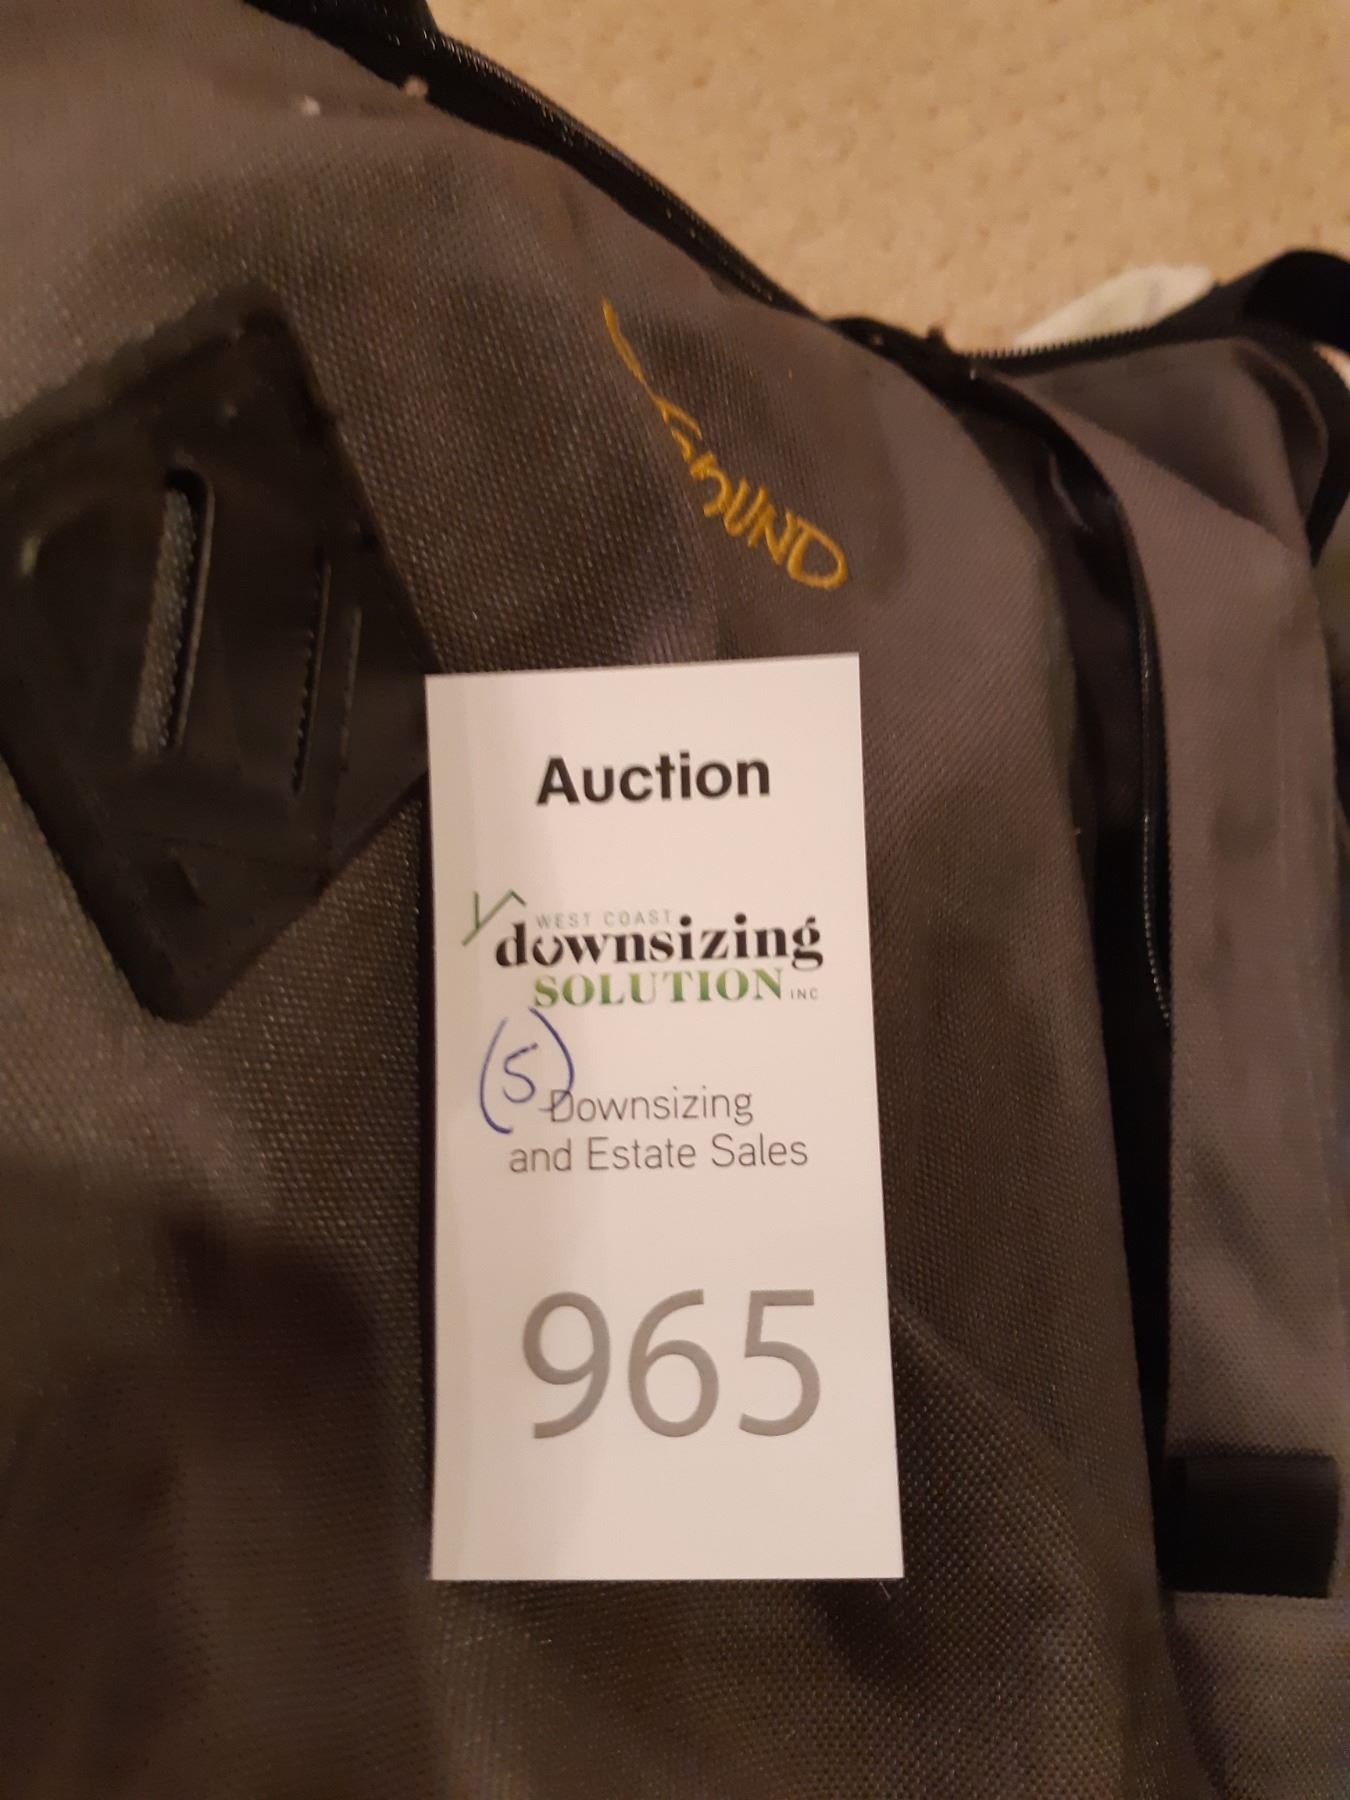 Auction
WEST COAST
downsizing
SOLUTION INC
(5)
Downsizing
and Estate Sales
965